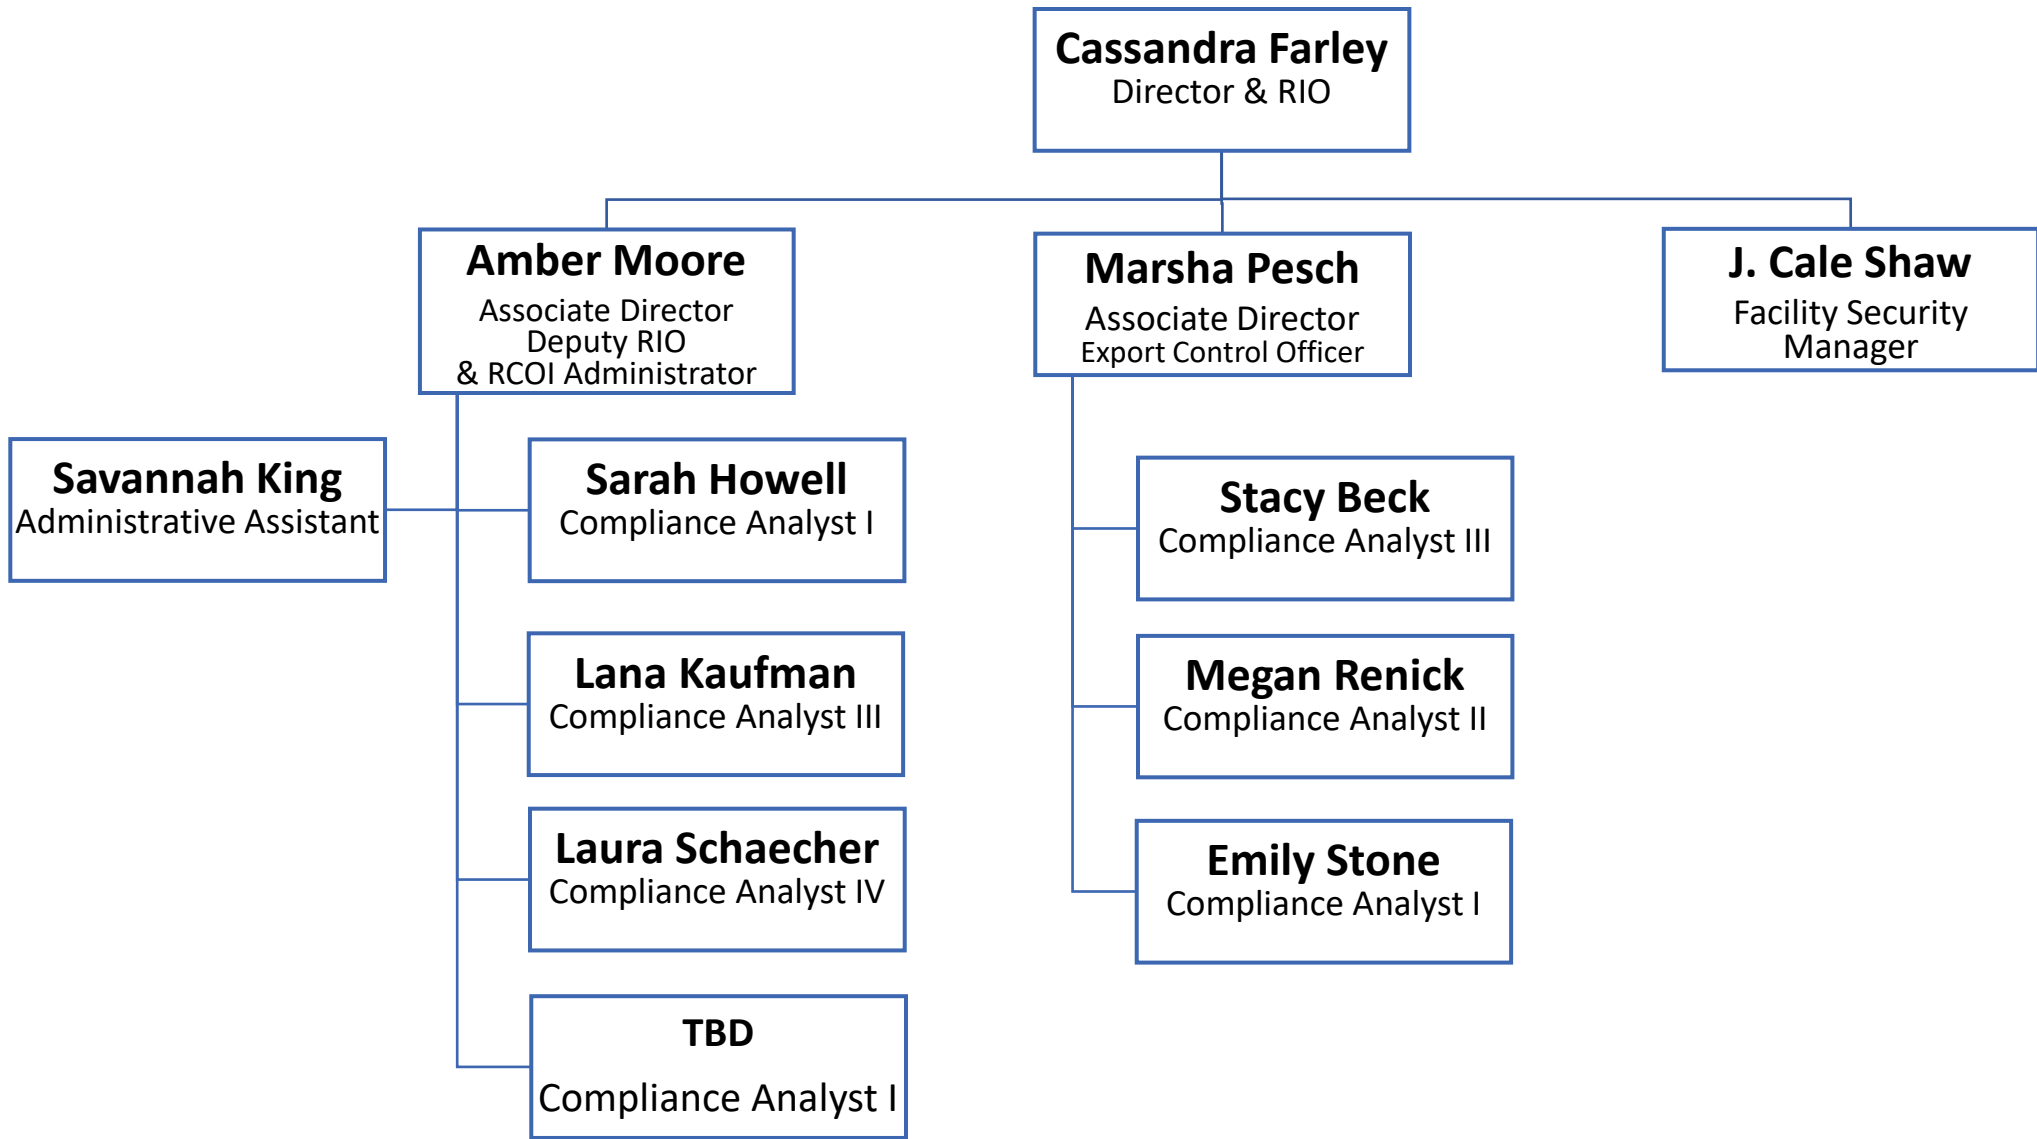 Cassandra Farley
Director & RIO
Amber Moore
Associate Director
Deputy RIO
& RCOI Administrator
Marsha Pesch
Associate Director
Export Control Officer
J. Cale Shaw
Facility Security
Manager
Savannah King
Administrative Assistant
Sarah Howell
Compliance Analyst I
Lana Kaufman
Compliance Analyst III
Laura Schaecher
Compliance Analyst IV
TBD
Compliance Analyst I
Stacy Beck
Compliance Analyst III
Megan Renick
Compliance Analyst II
Emily Stone
Compliance Analyst I